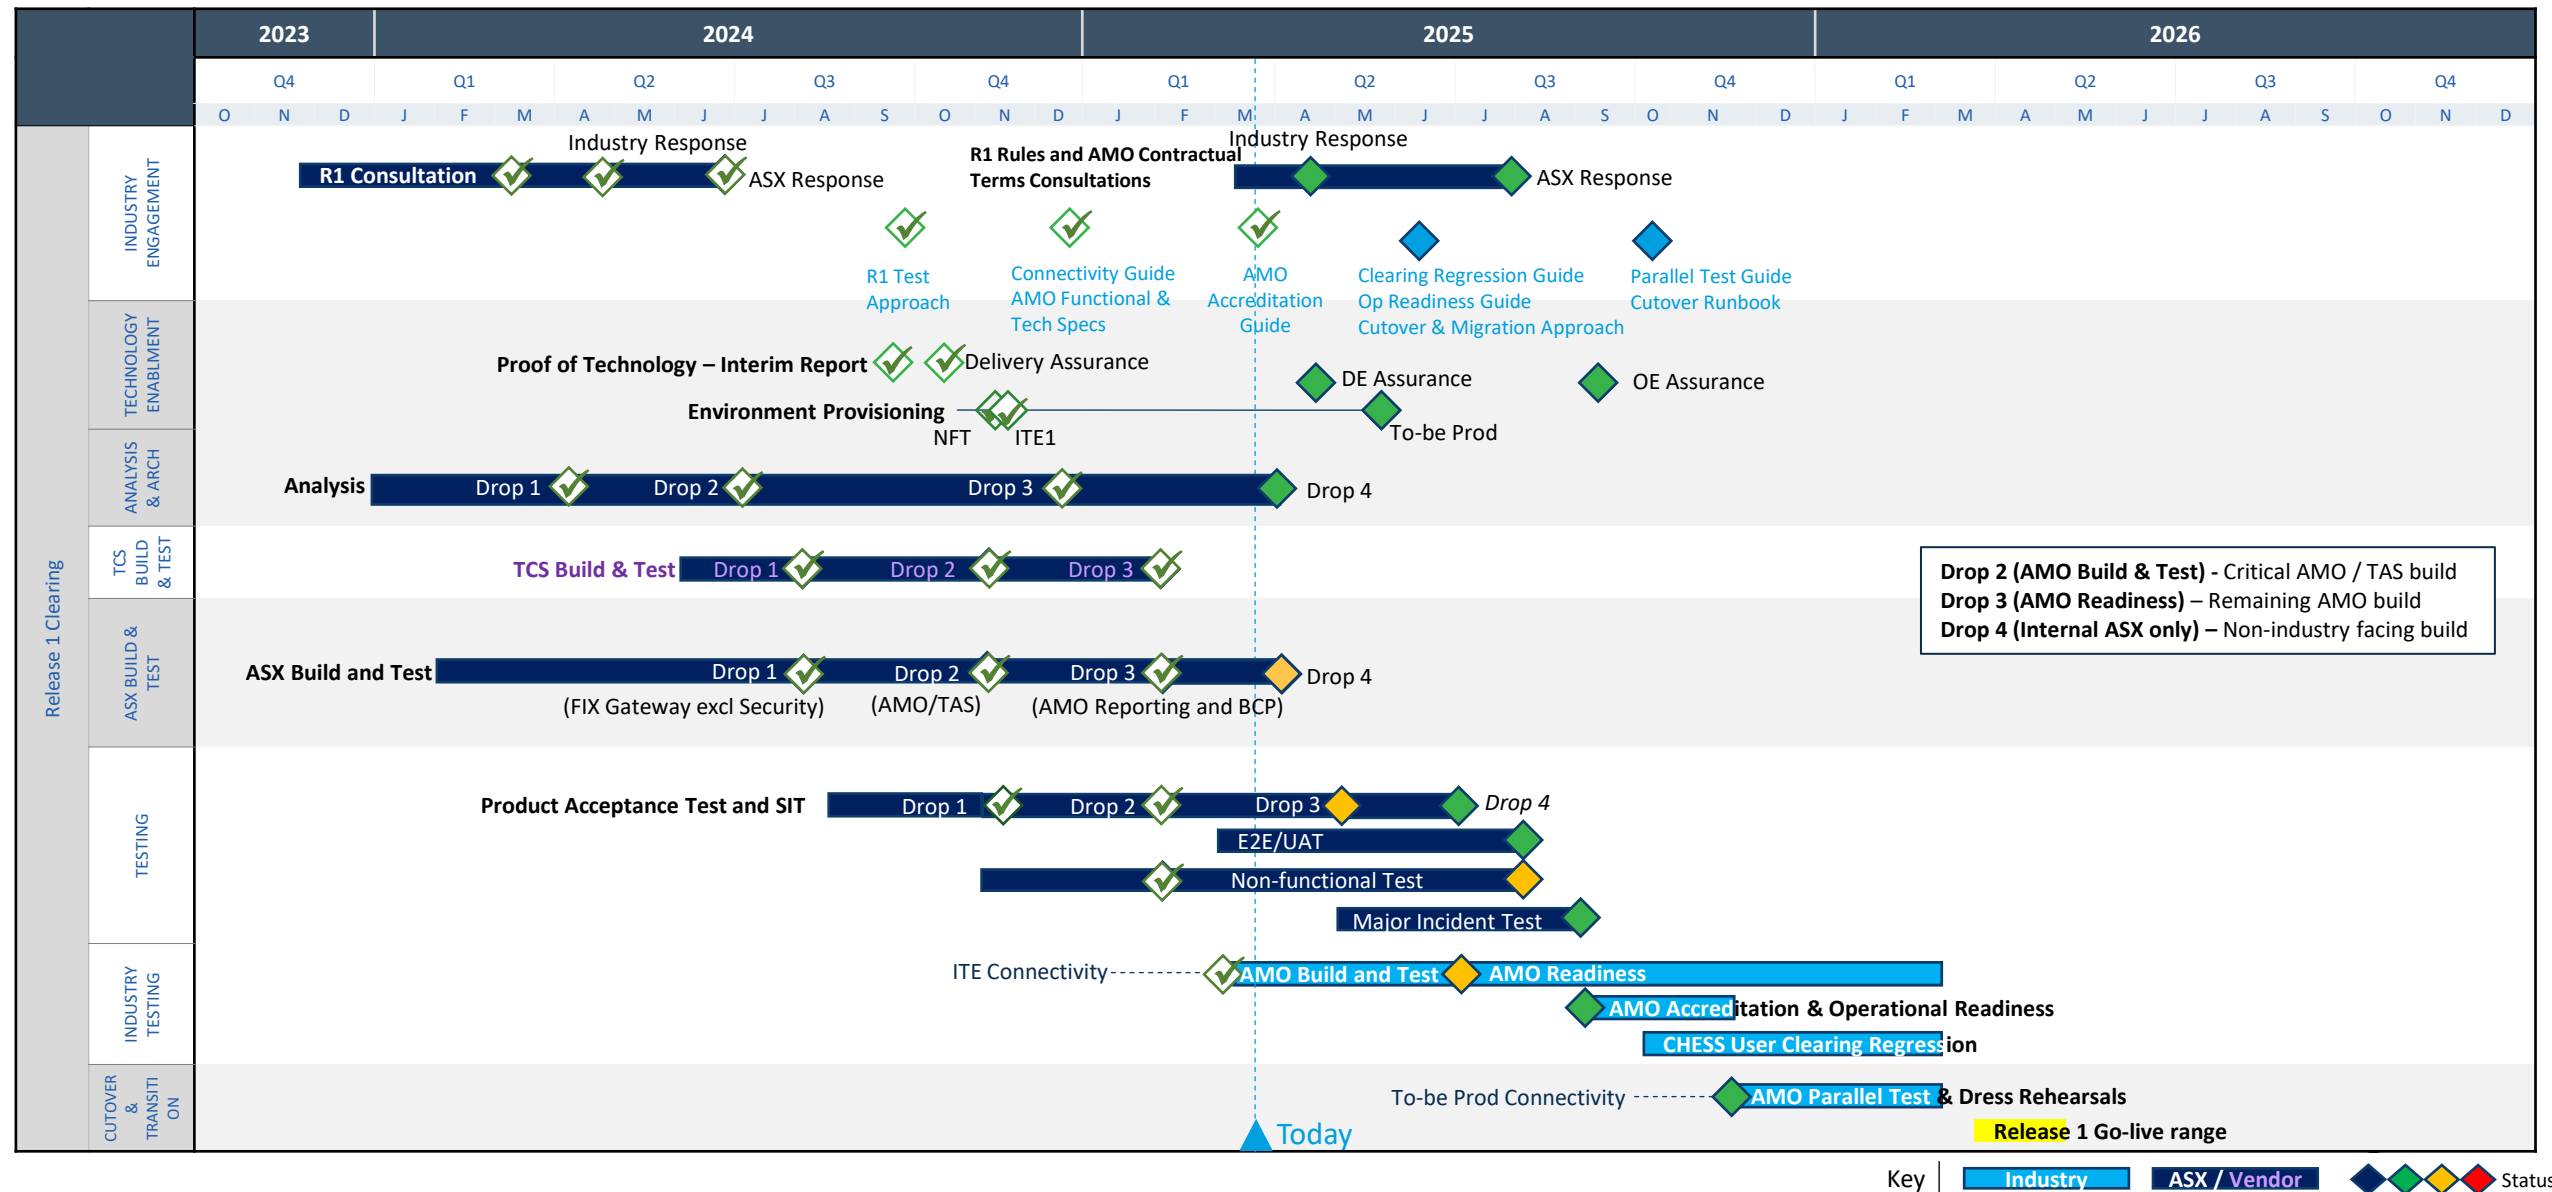 2023 2024 2025 2026
Q4 Q1 Q2 Q3 Q4 Q1 Q2 Q3 Q4 Q1 Q2 Q3 Q4
O N D J F M A M J J A S O N D J F M A M J J A S O N D J F M A M J J A S O N D
Release 1 Clearing
INDUSTRY
ENGAGEMENT
Industry Response
R1 Consultation
ASX Response
R1 Rules and AMO Contractual
Terms Consultations
Industry Response
ASX Response
R1 Test
Approach
Connectivity Guide
AMO Functional &
Tech Specs
AMO
Accreditation
Guide
Clearing Regression Guide
Op Readiness Guide
Cutover & Migration Approach
Parallel Test Guide
Cutover Runbook
TECHNOLOGY
ENABLMENT
Proof of Technology – Interim Report
Delivery Assurance
DE Assurance
OE Assurance
Environment Provisioning
NFT
ITE1
To-be Prod
ANALYSIS
& ARCH
Analysis
Drop 1
Drop 2
Drop 3
Drop 4
TCS
BUILD
& TEST
TCS Build & Test
Drop 1
Drop 2
Drop 3
Drop 2 (AMO Build & Test) - Critical AMO / TAS build
Drop 3 (AMO Readiness) – Remaining AMO build
Drop 4 (Internal ASX only) – Non-industry facing build
ASX BUILD &
TEST
ASX Build and Test
Drop 1
Drop 2
Drop 3
Drop 4
(FIX Gateway excl Security)
(AMO/TAS)
(AMO Reporting and BCP)
TESTING
Product Acceptance Test and SIT
Drop 1
Drop 2
Drop 3
Drop 4
E2E/UAT
Non-functional Test
Major Incident Test
INDUSTRY
TESTING
ITE Connectivity
AMO Build and Test
AMO Readiness
AMO Accreditation & Operational Readiness
CHESS User Clearing Regression
CUTOVER
&
TRANSITI
ON
To-be Prod Connectivity
AMO Parallel Test & Dress Rehearsals
Today
Release 1 Go-live range
Key
Industry
ASX / Vendor
Status